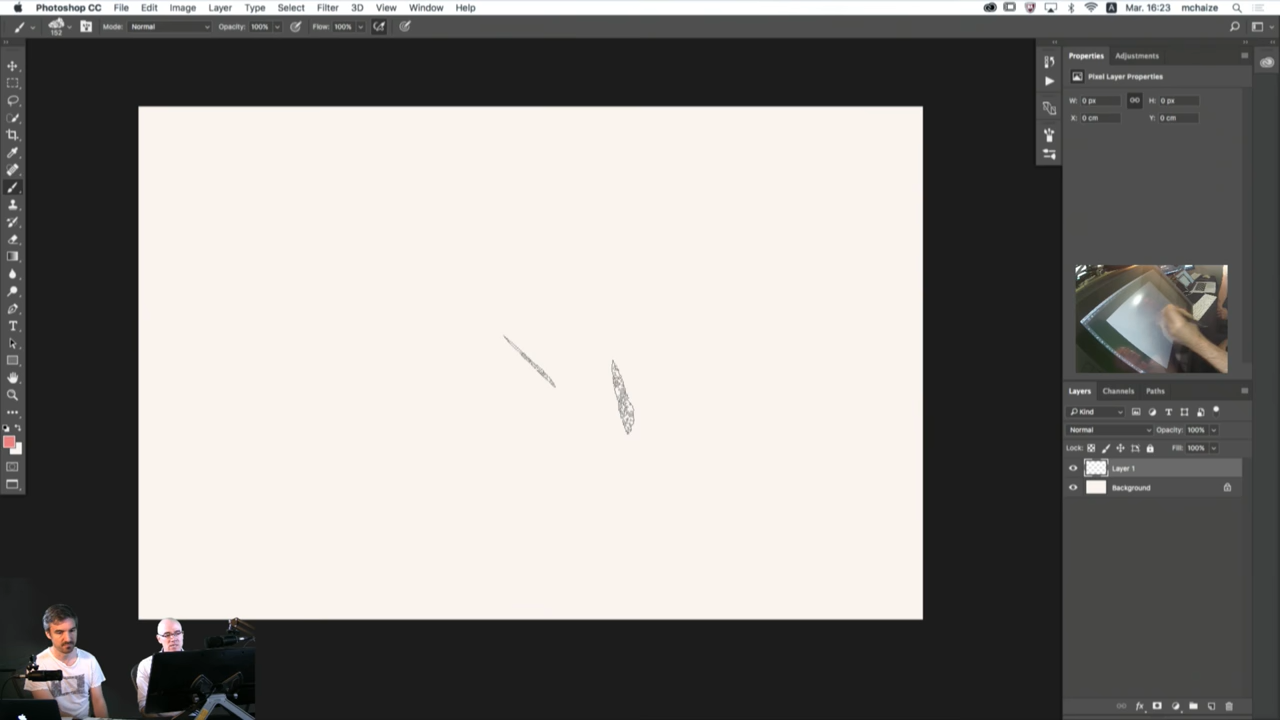 Photoshop CC File Edit Image Layer Type Select Filter 3D View Window Help A Mar. 16:23 mchaize
152 Mode: Normal Opacity: 100% Flow: 100%
Properties Adjustments
Pixel Layer Properties
W: 0 px H: 0 px
X: 0 cm Y: 0 cm
Layers Channels Paths
Kind
Normal Opacity: 100%
Lock: Fill: 100%
Layer 1
Background